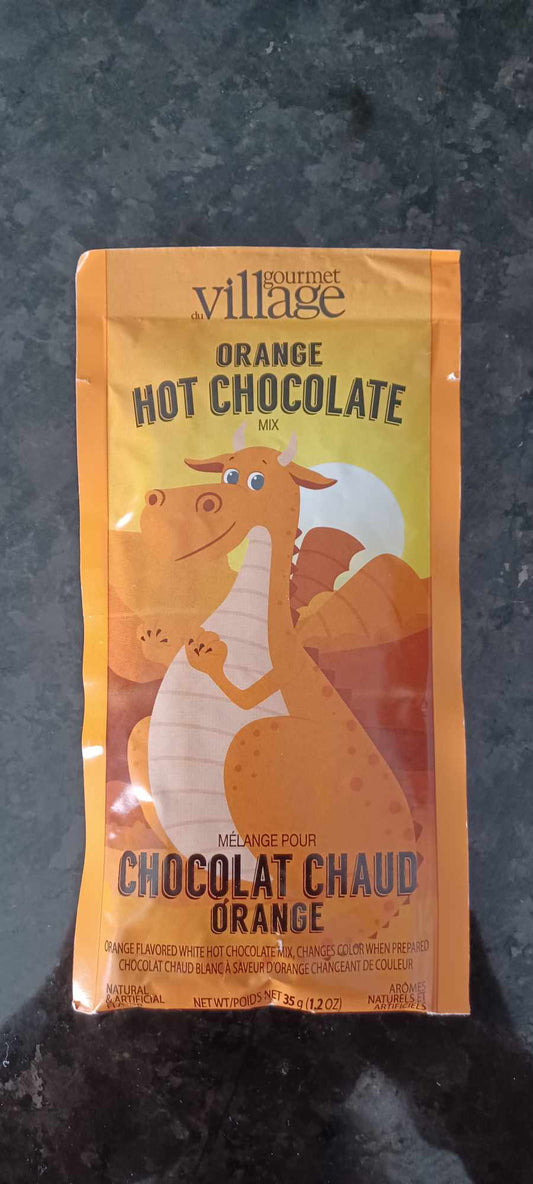 gourmet
du village
ORANGE
HOT CHOCOLATE
MIX
MÉLANGE POUR
CHOCOLAT CHAUD
ORANGE
ORANGE FLAVORED WHITE HOT CHOCOLATE MIX, CHANGES COLOR WHEN PREPARED
CHOCOLAT CHAUD BLANC À SAVEUR D'ORANGE CHANGEANT DE COULEUR
NATURAL
& ARTIFICIAL
NET WT/POIDS NET 35 g (1,2 OZ)
ARÔMES
NATURELS ET
ARTIFICIELS